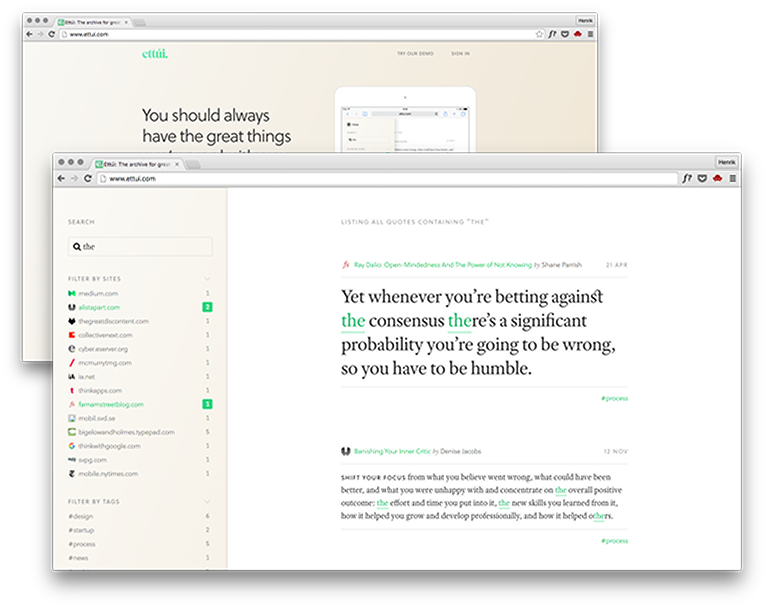 Ettúi: The archive for great
Henrik
www.ettui.com
ettúi.
TRY OUR DEMO
SIGN IN
You should always
have the great things
Ettúi: The archive for great
Henrik
www.ettui.com
SEARCH
the
FILTER BY SITES
medium.com 1
alistapart.com 2
thegreatdiscontent.com 1
collectivenext.com 1
cyber.eserver.org 1
mcmurrytmg.com 1
ia.net 1
thinkapps.com 1
farnamstreetblog.com 3
mobil.svd.se 1
bigelowandholmes.typepad.com 5
thinkwithgoogle.com 1
svpg.com 1
mobile.nytimes.com 1
FILTER BY TAGS
#design 6
#startup 2
#process 5
#news 1
LISTING ALL QUOTES CONTAINING "THE"
Ray Dalio: Open-Mindedness And The Power of Not Knowing by Shane Parrish 21 APR
Yet whenever you're betting against
the consensus there's a significant
probability you're going to be wrong,
so you have to be humble.
#process
Banishing Your Inner Critic by Denise Jacobs 12 NOV
SHIFT YOUR FOCUS from what you believe went wrong, what could have been
better, and what you were unhappy with and concentrate on the overall positive
outcome: the effort and time you put into it, the new skills you learned from it,
how it helped you grow and develop professionally, and how it helped others.
#process